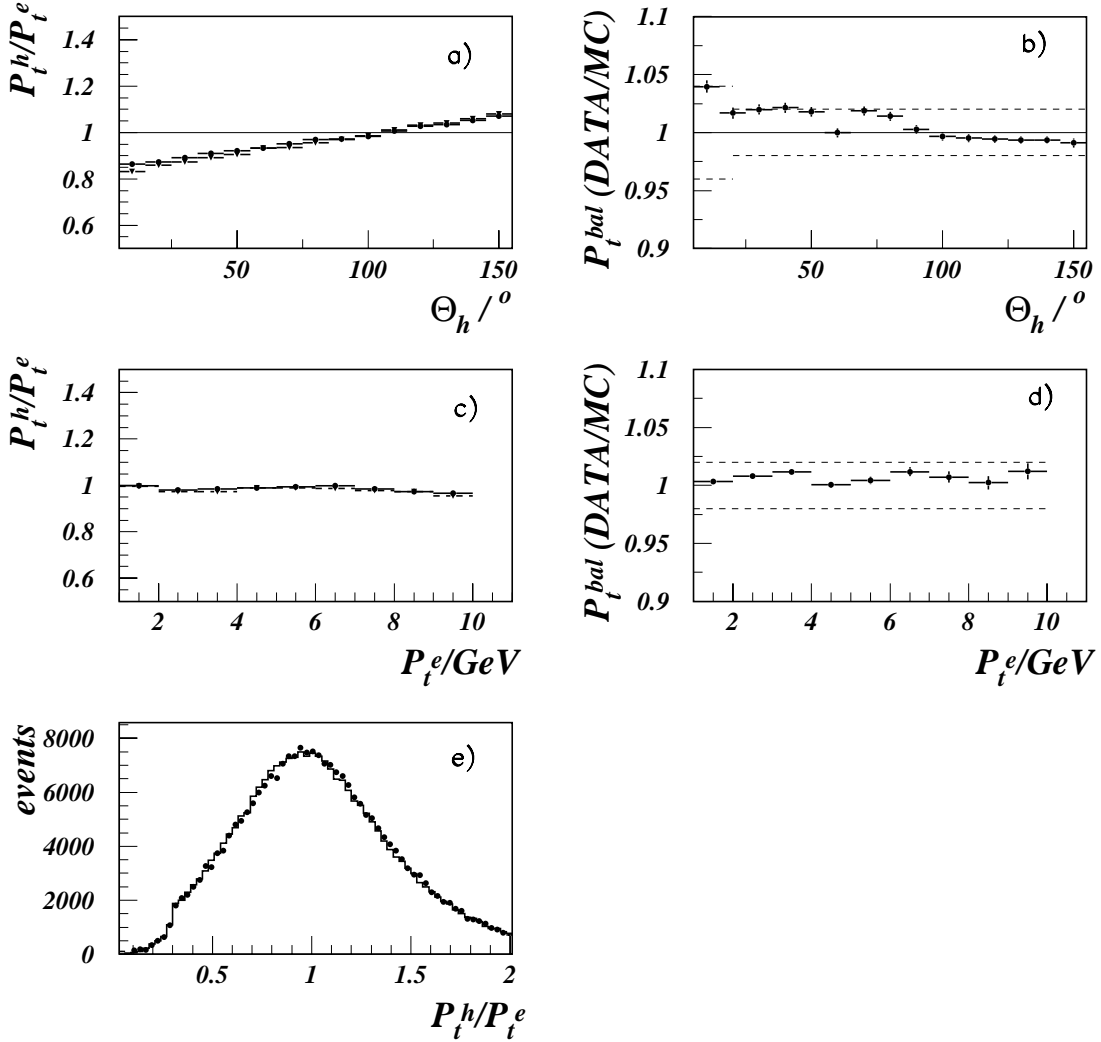 P_t^h/P_t^e
1.4
1.2
1
0.8
0.6
a)
50 100 150
Θ_h / °
P_t^bal (DATA/MC)
1.1
1.05
1
0.95
0.9
b)
50 100 150
Θ_h / °
P_t^h/P_t^e
1.4
1.2
1
0.8
0.6
c)
2 4 6 8 10
P_t^e/GeV
P_t^bal (DATA/MC)
1.1
1.05
1
0.95
0.9
d)
2 4 6 8 10
P_t^e/GeV
events
8000
6000
4000
2000
0
e)
0.5 1 1.5 2
P_t^h/P_t^e